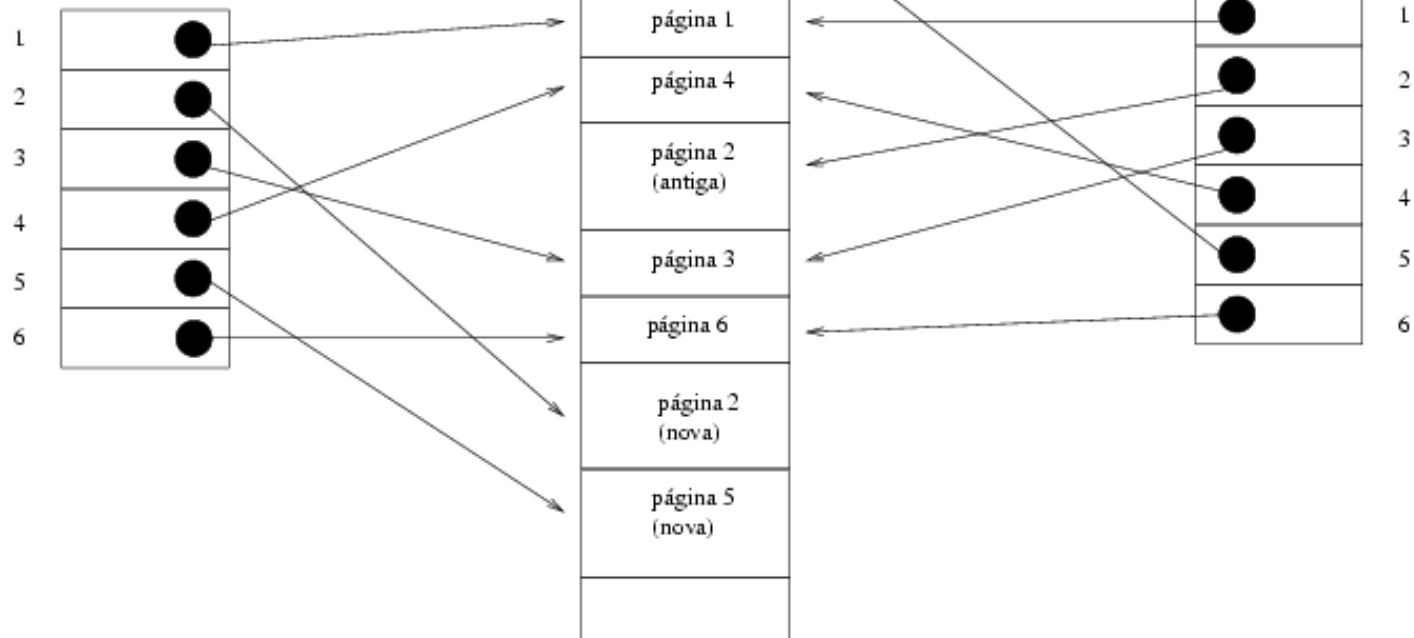 1
2
3
4
5
6
página 1
página 4
página 2
(antiga)
página 3
página 6
página 2
(nova)
página 5
(nova)
1
2
3
4
5
6